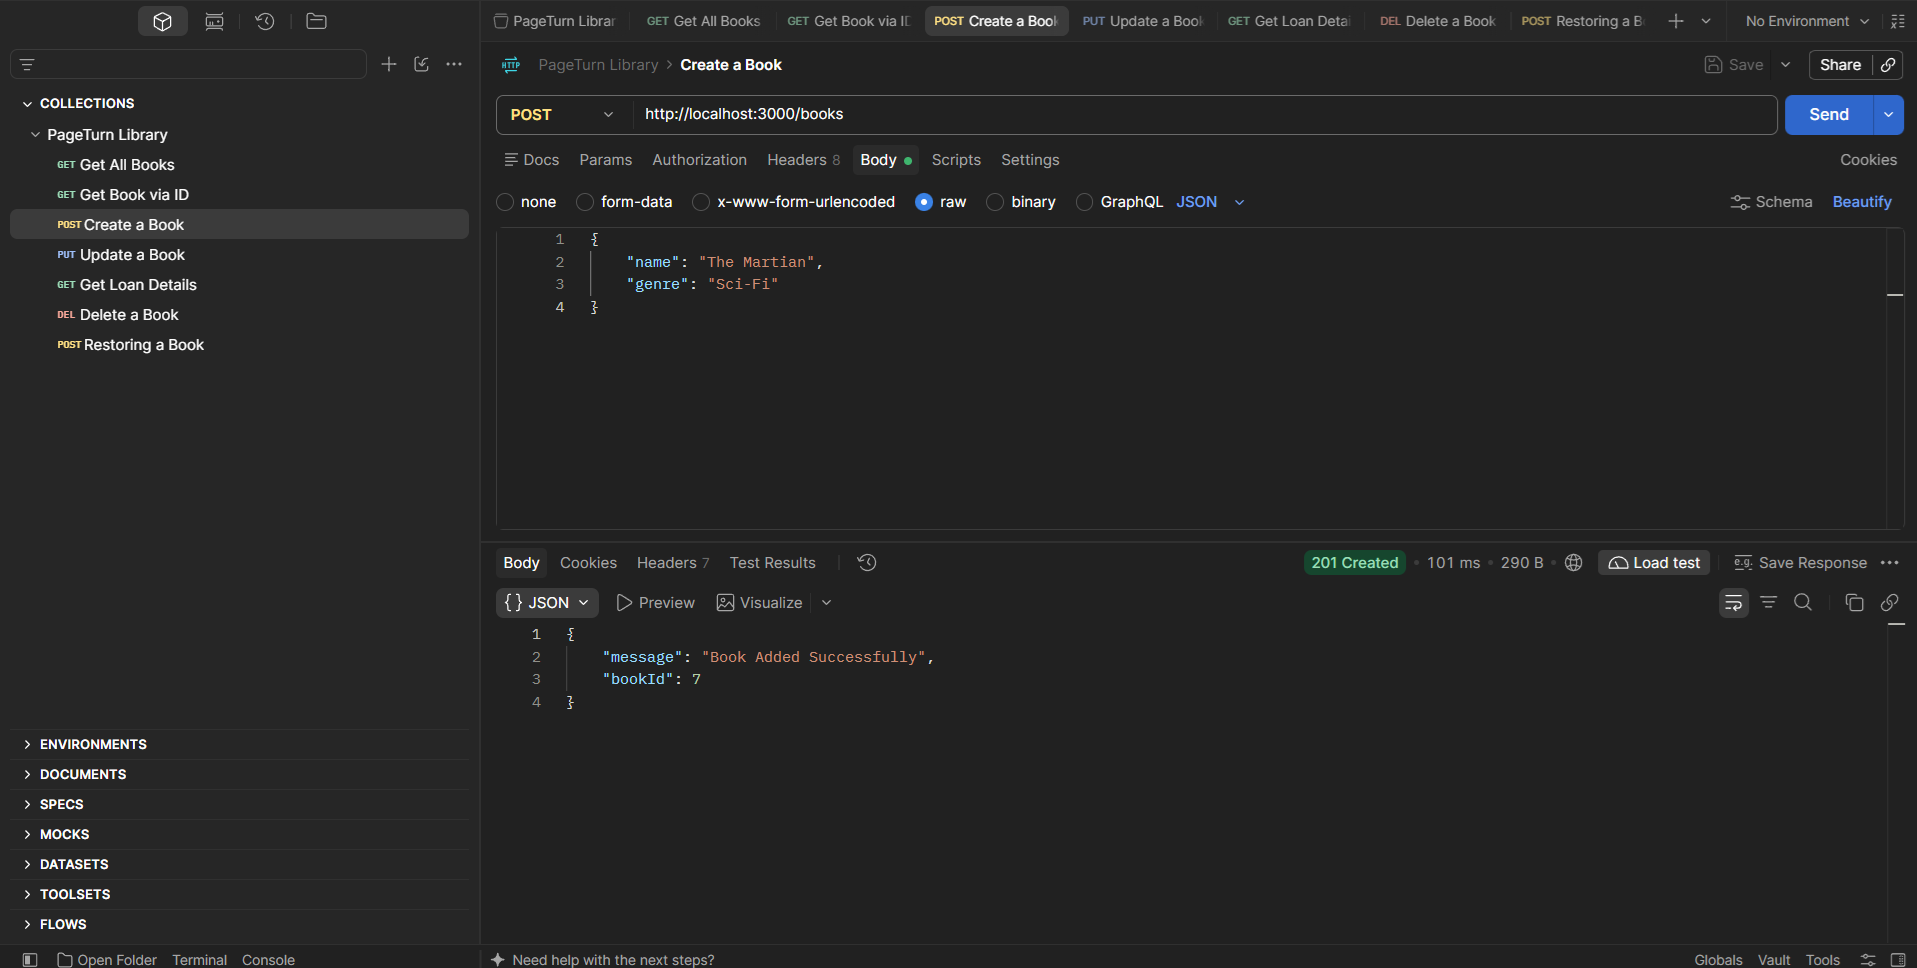 PageTurn Librar
GET Get All Books
GET Get Book via ID
POST Create a Book
PUT Update a Book
GET Get Loan Detai
DEL Delete a Book
POST Restoring a B
No Environment
HTTP PageTurn Library > Create a Book
Save
Share
COLLECTIONS
PageTurn Library
GET Get All Books
GET Get Book via ID
POST Create a Book
PUT Update a Book
GET Get Loan Details
DEL Delete a Book
POST Restoring a Book
ENVIRONMENTS
DOCUMENTS
SPECS
MOCKS
DATASETS
TOOLSETS
FLOWS
POST http://localhost:3000/books
Send
Docs Params Authorization Headers 8 Body Scripts Settings Cookies
none form-data x-www-form-urlencoded raw binary GraphQL JSON Schema Beautify
1 {
2 "name": "The Martian",
3 "genre": "Sci-Fi"
4 }
Body Cookies Headers 7 Test Results
201 Created • 101 ms • 290 B Load test e.g. Save Response
{} JSON Preview Visualize
1 {
2 "message": "Book Added Successfully",
3 "bookId": 7
4 }
Open Folder Terminal Console
Need help with the next steps?
Globals Vault Tools